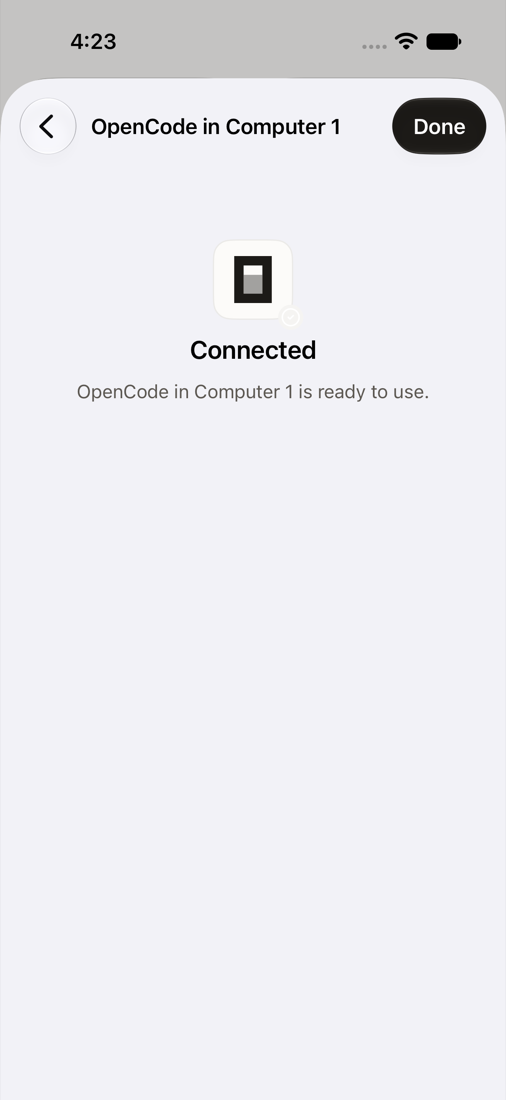 4:23
OpenCode in Computer 1
Done
Connected
OpenCode in Computer 1 is ready to use.